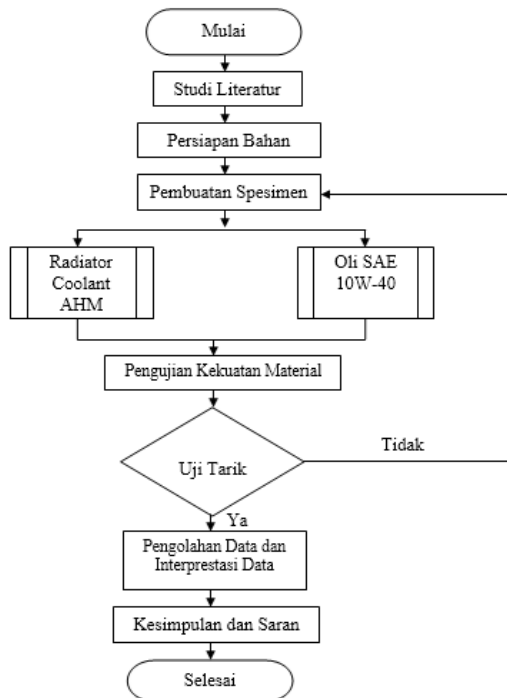 Mulai
Studi Literatur
Persiapan Bahan
Pembuatan Spesimen
Radiator
Coolant
AHM
Oli SAE
10W-40
Pengujian Kekuatan Material
Uji Tarik
Tidak
Ya
Pengolahan Data dan
Interprestasi Data
Kesimpulan dan Saran
Selesai